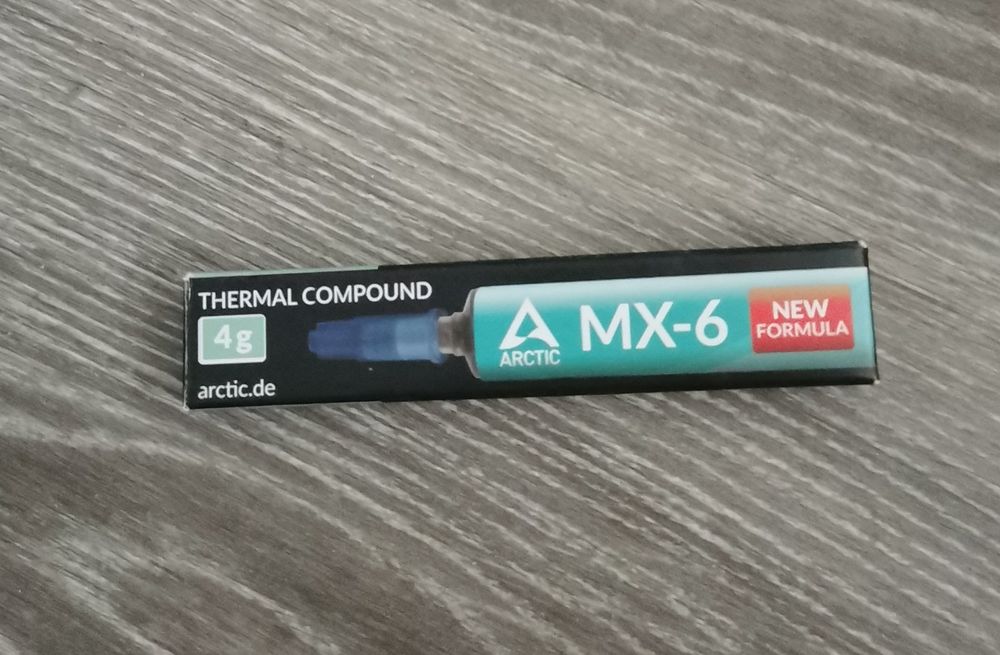 THERMAL COMPOUND
4g
arctic.de
ARCTIC
MX-6
NEW
FORMULA